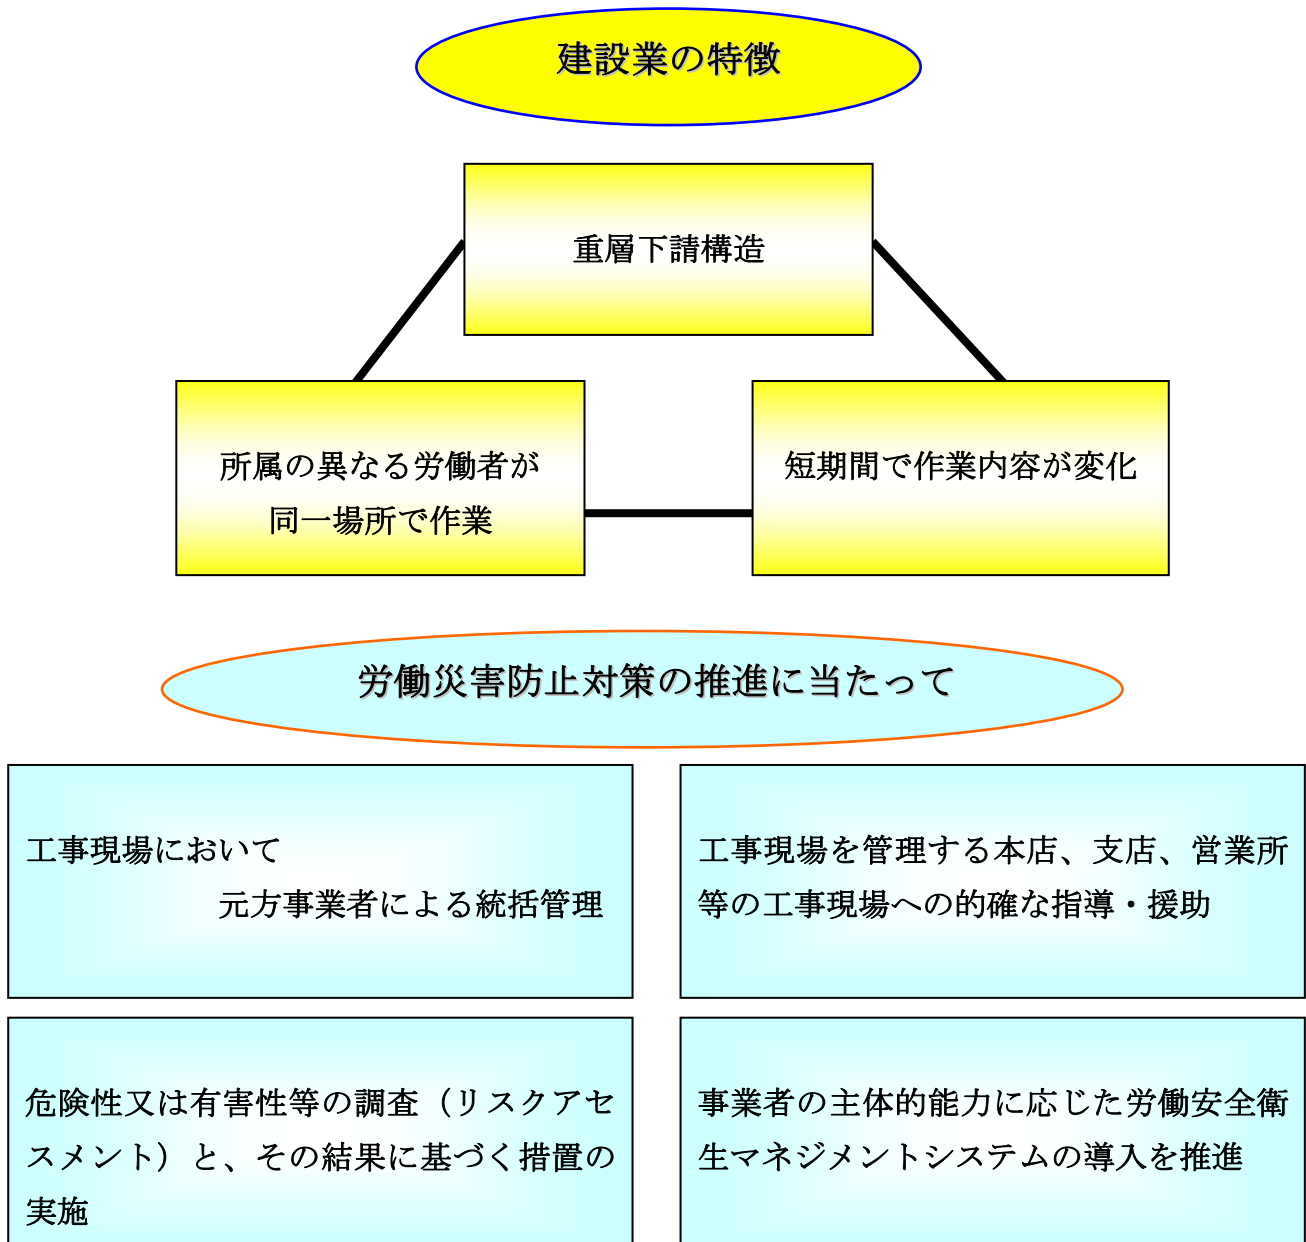 建設業の特徴
重層下請構造
所属の異なる労働者が
同一場所で作業
短期間で作業内容が変化
労働災害防止対策の推進に当たって
工事現場において
元方事業者による統括管理
工事現場を管理する本店、支店、営業所
等の工事現場への的確な指導・援助
危険性又は有害性等の調査（リスクアセ
スメント）と、その結果に基づく措置の
実施
事業者の主体的能力に応じた労働安全衛
生マネジメントシステムの導入を推進